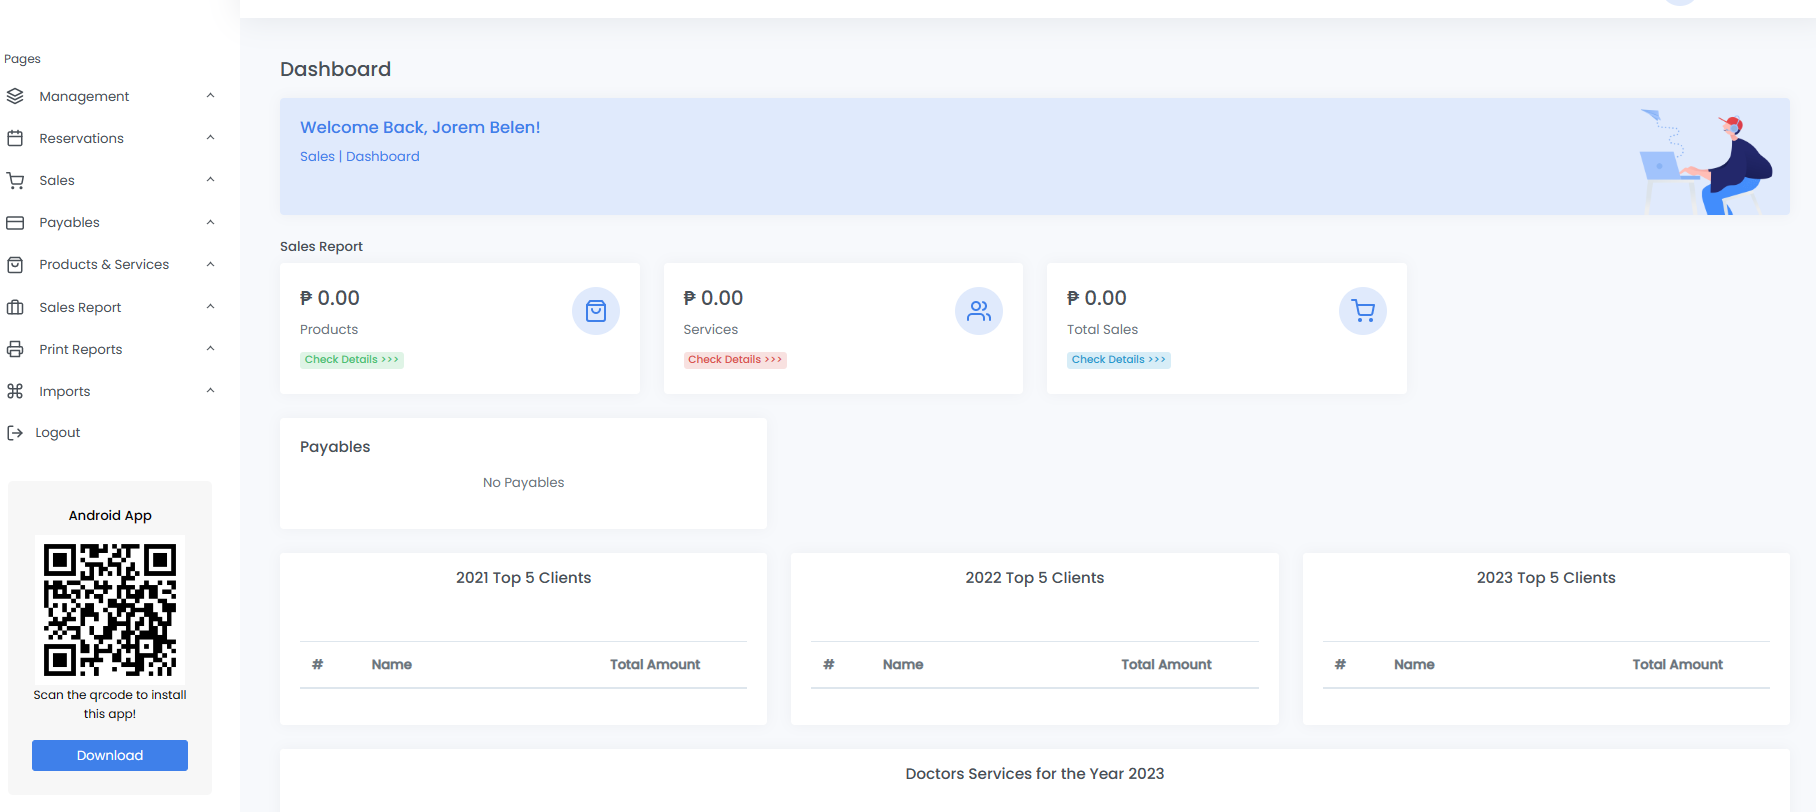 Pages
Management
Reservations
Sales
Payables
Products & Services
Sales Report
Print Reports
Imports
Logout
Android App
Scan the qrcode to install
this app!
Download
Dashboard
Welcome Back, Jorem Belen!
Sales | Dashboard
Sales Report
₱ 0.00
Products
Check Details >>>
₱ 0.00
Services
Check Details >>>
₱ 0.00
Total Sales
Check Details >>>
Payables
No Payables
2021 Top 5 Clients
# Name Total Amount
2022 Top 5 Clients
# Name Total Amount
2023 Top 5 Clients
# Name Total Amount
Doctors Services for the Year 2023